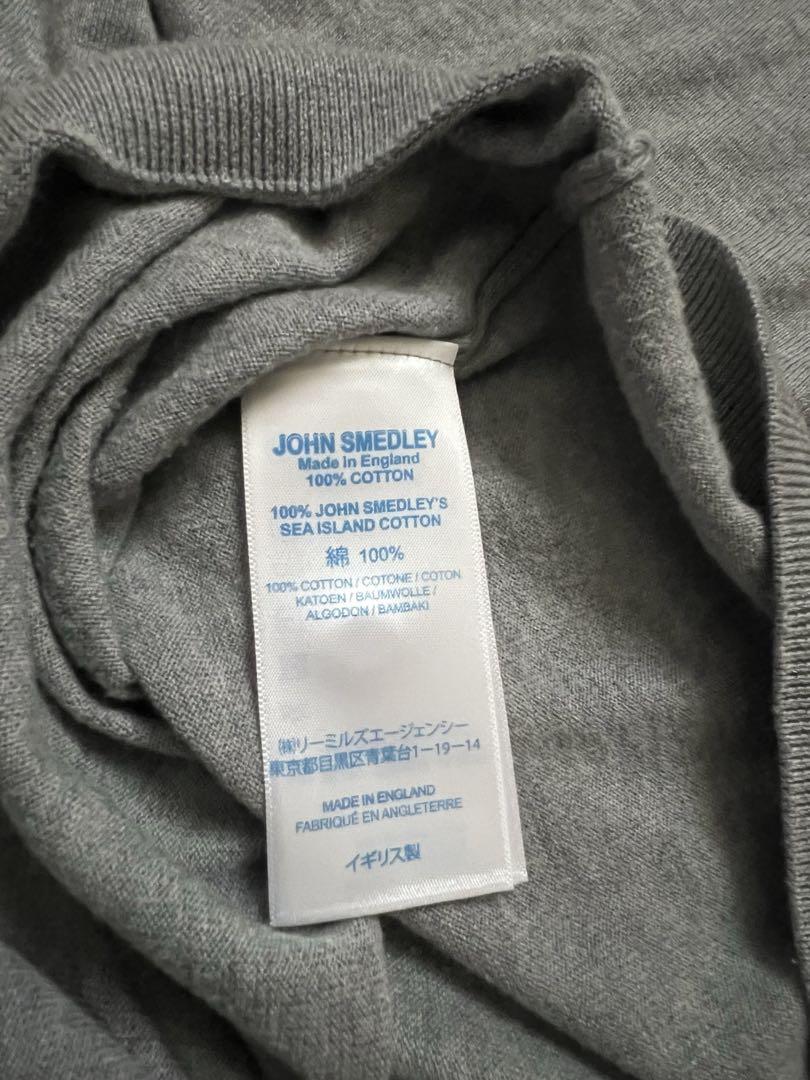 JOHN SMEDLEY
Made in England
100% COTTON
100% JOHN SMEDLEY'S
SEA ISLAND COTTON
綿 100%
100% COTTON / COTONE / COTON
KATOEN / BAUMWOLLE /
ALGODON / BAMBAKI
㈱リーミルズエージェンシー
東京都目黒区青葉台1-19-14
MADE IN ENGLAND
FABRIQUÉ EN ANGLETERRE
イギリス製